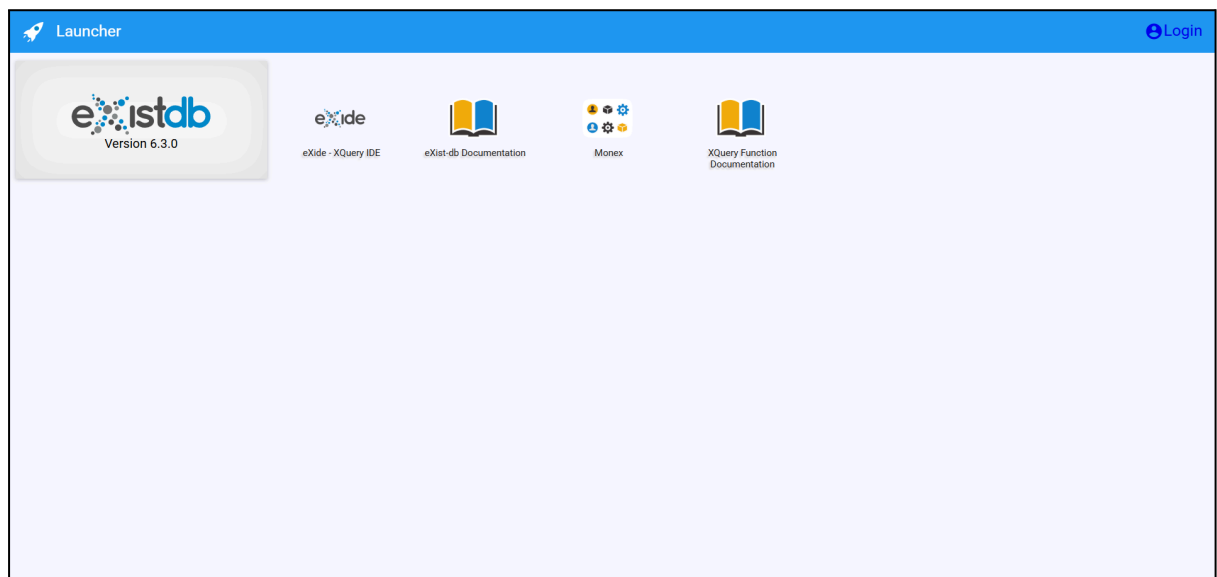 Launcher
Login
eXistdb
Version 6.3.0
eXide
eXide - XQuery IDE
eXist-db Documentation
Monex
XQuery Function
Documentation